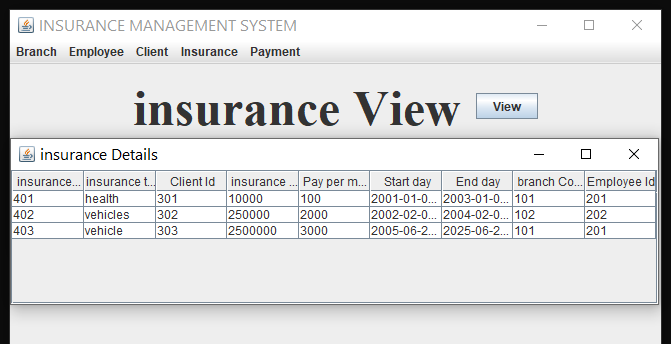 INSURANCE MANAGEMENT SYSTEM
Branch Employee Client Insurance Payment
insurance View View
insurance Details
insurance... insurance t... Client Id insurance ... Pay per m... Start day End day branch Co... Employee Id
401 health 301 10000 100 2001-01-0... 2003-01-0... 101 201
402 vehicles 302 250000 2000 2002-02-0... 2004-02-0... 102 202
403 vehicle 303 2500000 3000 2005-06-2... 2025-06-2... 101 201